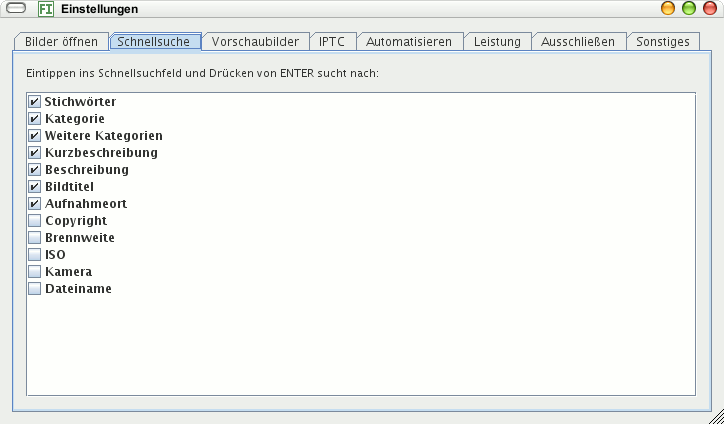 FI Einstellungen
Bilder öffnen Schnellsuche Vorschaubilder IPTC Automatisieren Leistung Ausschließen Sonstiges
Eintippen ins Schnellsuchfeld und Drücken von ENTER sucht nach:
Stichwörter
Kategorie
Weitere Kategorien
Kurzbeschreibung
Beschreibung
Bildtitel
Aufnahmeort
Copyright
Brennweite
ISO
Kamera
Dateiname